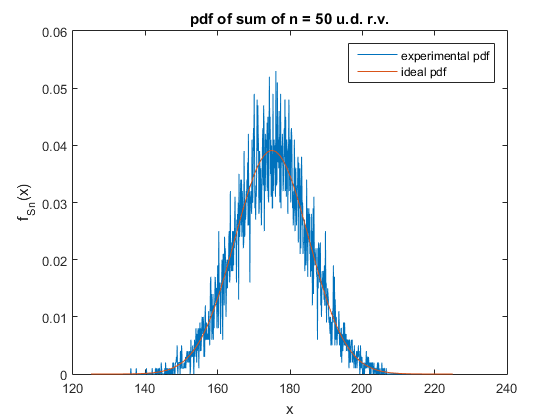 pdf of sum of n = 50 u.d. r.v.
experimental pdf
ideal pdf
0.06
0.05
0.04
0.03
0.02
0.01
0
f_Sn(x)
120
140
160
180
200
220
240
x